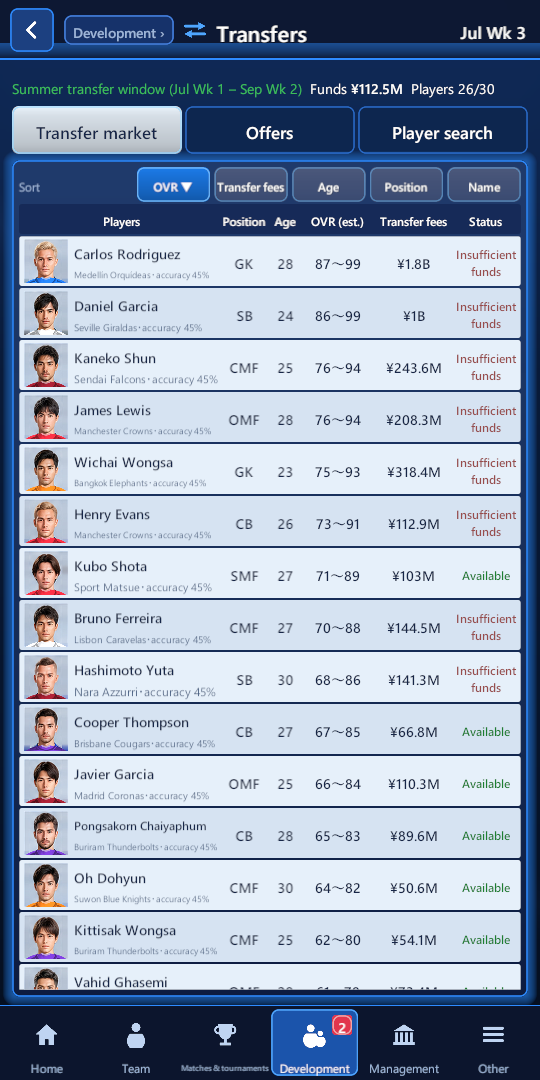 Development ›
Transfers
Jul Wk 3
Summer transfer window (Jul Wk 1 – Sep Wk 2) Funds ¥112.5M Players 26/30
Transfer market
Offers
Player search
Sort
OVR ▼
Transfer fees
Age
Position
Name
Players Position Age OVR (est.) Transfer fees Status
Carlos Rodriguez
Medellín Orquídeas · accuracy 45%
GK 28 87～99 ¥1.8B
Insufficient
funds
Daniel Garcia
Seville Giraldas · accuracy 45%
SB 24 86～99 ¥1B
Insufficient
funds
Kaneko Shun
Sendai Falcons · accuracy 45%
CMF 25 76～94 ¥243.6M
Insufficient
funds
James Lewis
Manchester Crowns · accuracy 45%
OMF 28 76～94 ¥208.3M
Insufficient
funds
Wichai Wongsa
Bangkok Elephants · accuracy 45%
GK 23 75～93 ¥318.4M
Insufficient
funds
Henry Evans
Manchester Crowns · accuracy 45%
CB 26 73～91 ¥112.9M
Insufficient
funds
Kubo Shota
Sport Matsue · accuracy 45%
SMF 27 71～89 ¥103M
Available
Bruno Ferreira
Lisbon Caravelas · accuracy 45%
CMF 27 70～88 ¥144.5M
Insufficient
funds
Hashimoto Yuta
Nara Azzurri · accuracy 45%
SB 30 68～86 ¥141.3M
Insufficient
funds
Cooper Thompson
Brisbane Cougars · accuracy 45%
CB 27 67～85 ¥66.8M
Available
Javier Garcia
Madrid Coronas · accuracy 45%
OMF 25 66～84 ¥110.3M
Available
Pongsakorn Chaiyaphum
Buriram Thunderbolts · accuracy 45%
CB 28 65～83 ¥89.6M
Available
Oh Dohyun
Suwon Blue Knights · accuracy 45%
CMF 30 64～82 ¥50.6M
Available
Kittisak Wongsa
Buriram Thunderbolts · accuracy 45%
CMF 25 62～80 ¥54.1M
Available
Vahid Ghasemi
2
Home
Team
Matches & tournaments
Development
Management
Other